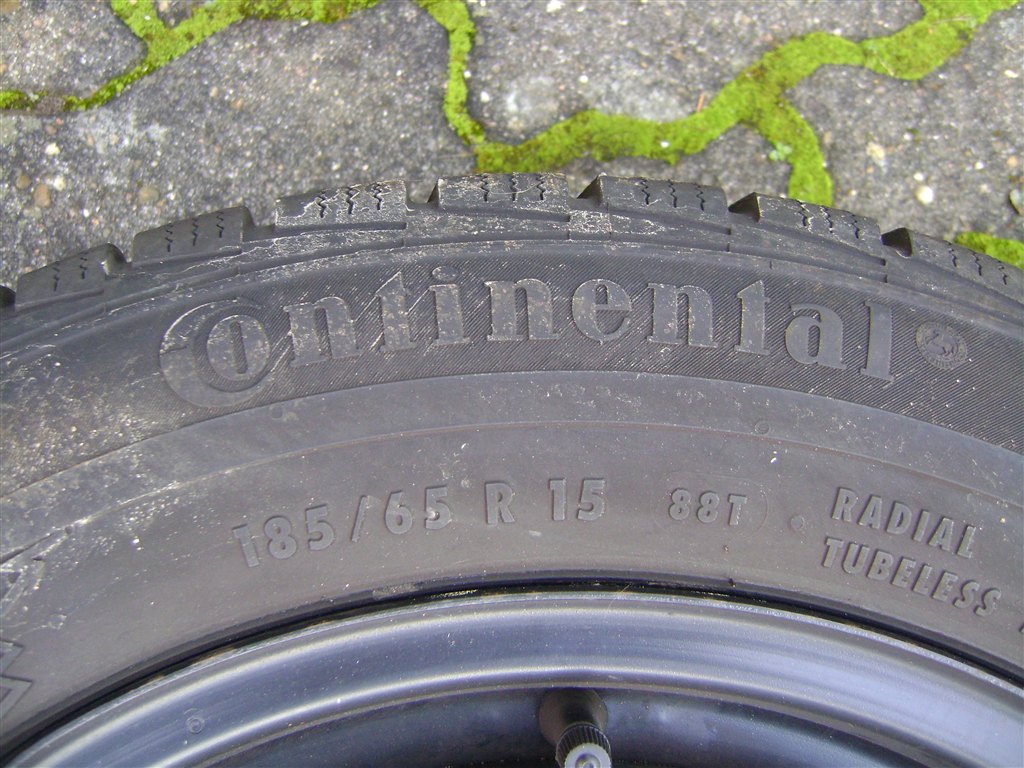 Continental
185/65 R 15 88T
RADIAL
TUBELESS